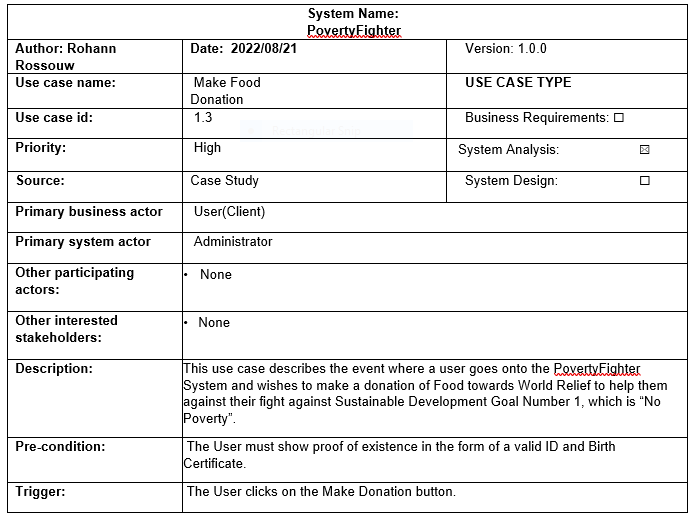 System Name:
PovertyFighter
Author: Rohann
Rossouw
Date: 2022/08/21
Version: 1.0.0
Use case name:
Make Food
Donation
USE CASE TYPE
Use case id:
1.3
Business Requirements: ☐
Priority:
High
System Analysis: ☒
Source:
Case Study
System Design: ☐
Primary business actor
User(Client)
Primary system actor
Administrator
Other participating
actors:
• None
Other interested
stakeholders:
• None
Description:
This use case describes the event where a user goes onto the PovertyFighter
System and wishes to make a donation of Food towards World Relief to help them
against their fight against Sustainable Development Goal Number 1, which is “No
Poverty”.
Pre-condition:
The User must show proof of existence in the form of a valid ID and Birth
Certificate.
Trigger:
The User clicks on the Make Donation button.